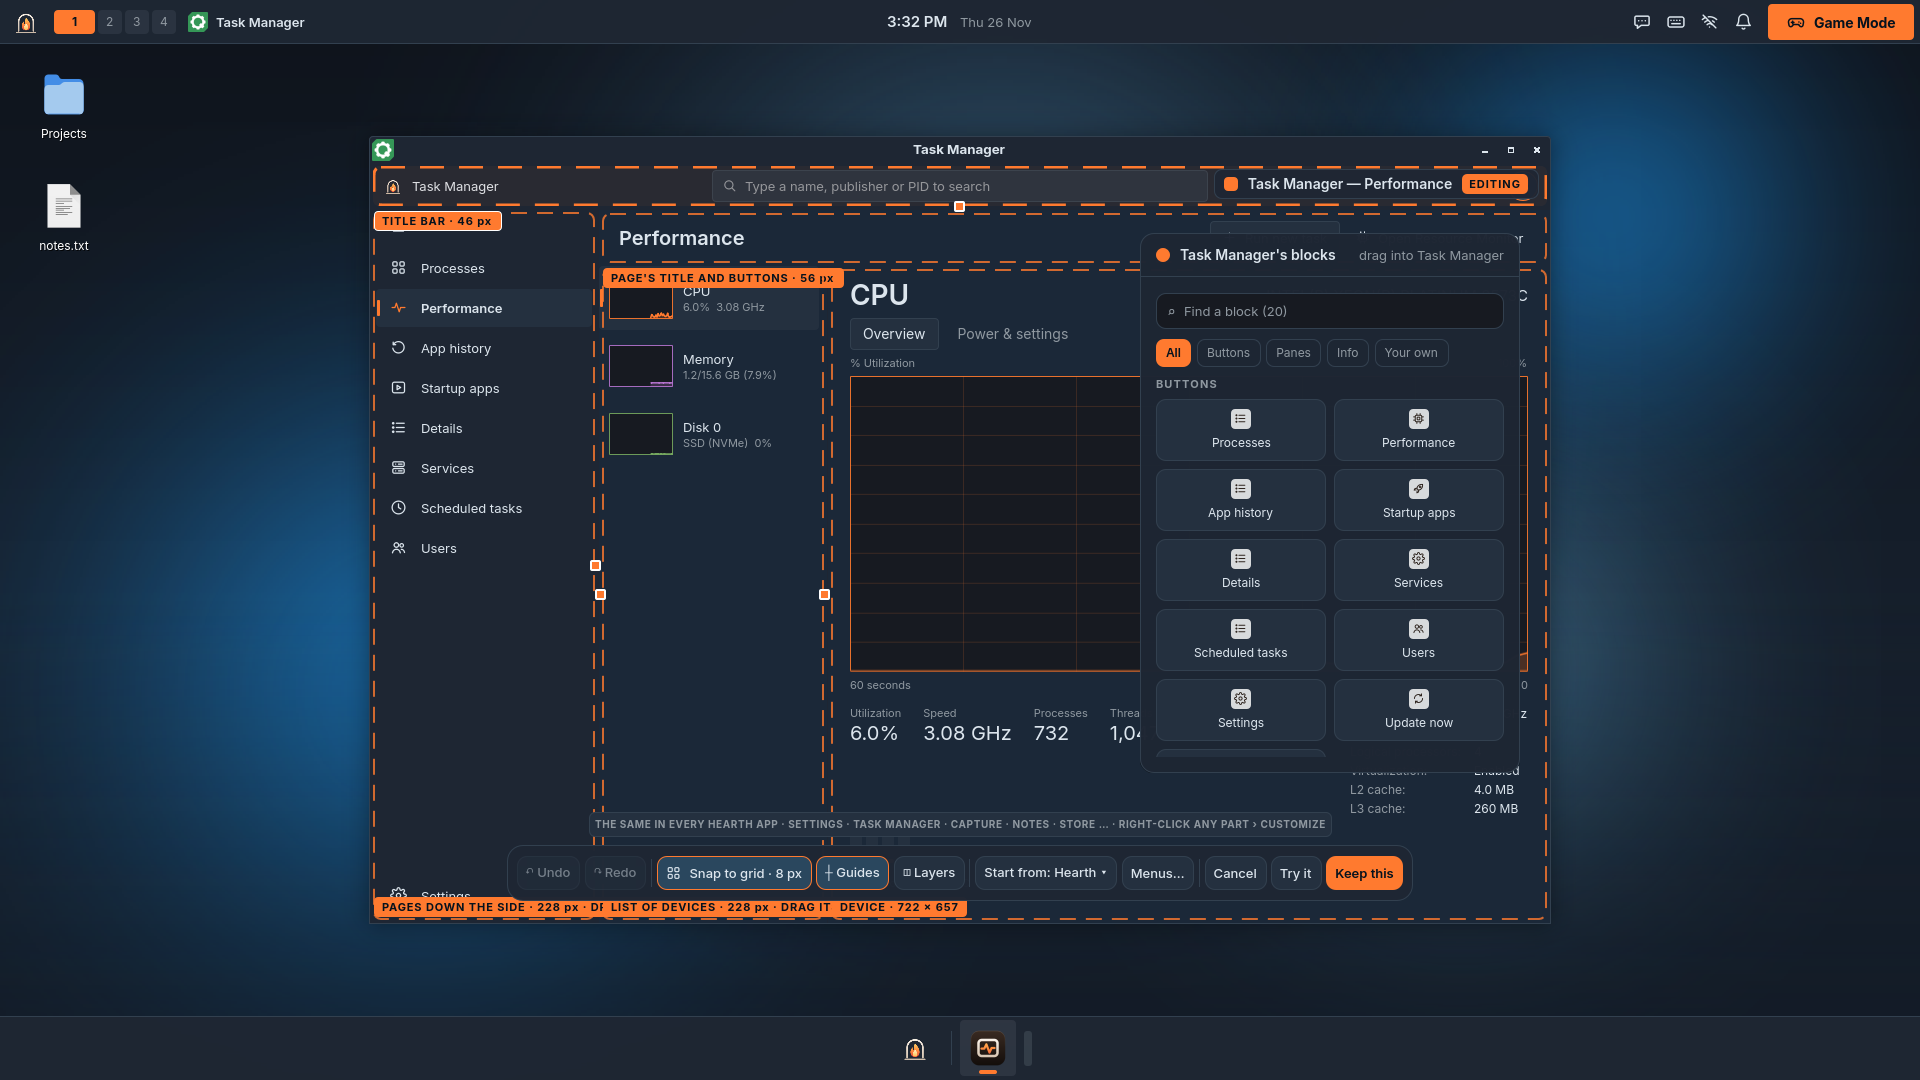 1 2 3 4 Task Manager
3:32 PM Thu 26 Nov
Game Mode
Projects
notes.txt
Task Manager
Task Manager
Type a name, publisher or PID to search
Task Manager — Performance EDITING
TITLE BAR · 46 px
Processes
Performance
App history
Startup apps
Details
Services
Scheduled tasks
Users
Settings
Performance
PAGE'S TITLE AND BUTTONS · 56 px
CPU
6.0% 3.08 GHz
Memory
1.2/15.6 GB (7.9%)
Disk 0
SSD (NVMe) 0%
CPU
Overview Power & settings
% Utilization %
60 seconds 0
Utilization Speed Processes Threa
6.0% 3.08 GHz 732 1,04
Virtualization: Enabled
L2 cache: 4.0 MB
L3 cache: 260 MB
Task Manager's blocks drag into Task Manager
Find a block (20)
All Buttons Panes Info Your own
BUTTONS
Processes Performance
App history Startup apps
Details Services
Scheduled tasks Users
Settings Update now
THE SAME IN EVERY HEARTH APP · SETTINGS · TASK MANAGER · CAPTURE · NOTES · STORE ... · RIGHT-CLICK ANY PART › CUSTOMIZE
Undo Redo Snap to grid · 8 px Guides Layers Start from: Hearth Menus... Cancel Try it Keep this
PAGES DOWN THE SIDE · 228 px · DR LIST OF DEVICES · 228 px · DRAG IT DEVICE · 722 × 657